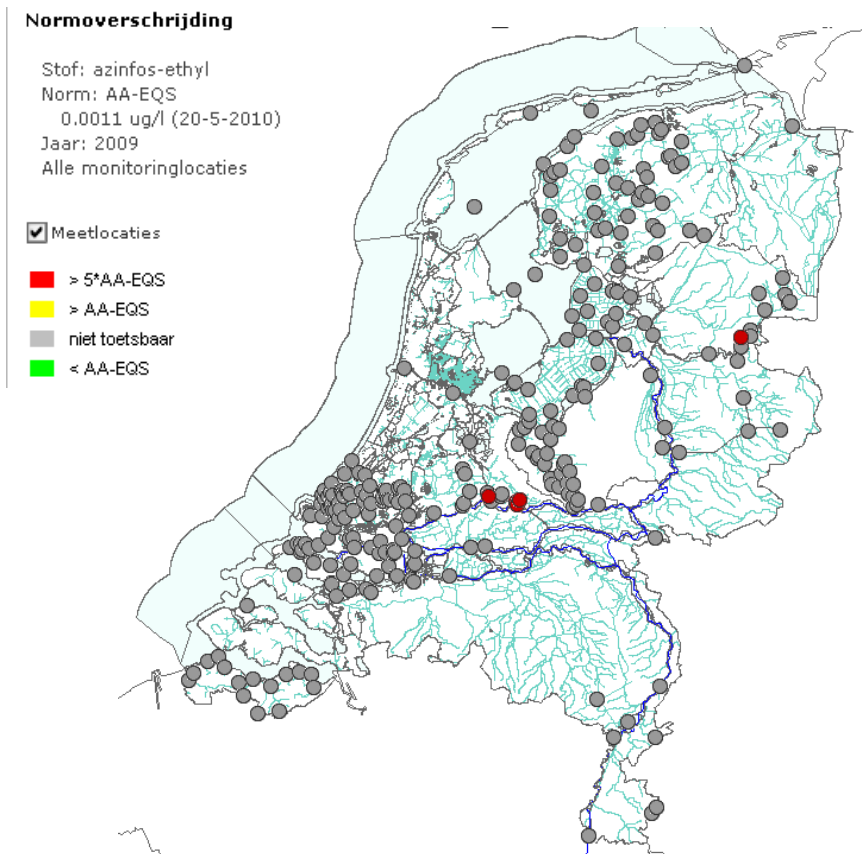 Normoverschrijding
Stof: azinfos-ethyl
Norm: AA-EQS
0.0011 ug/l (20-5-2010)
Jaar: 2009
Alle monitoringlocaties
Meetlocaties
> 5*AA-EQS
> AA-EQS
niet toetsbaar
< AA-EQS